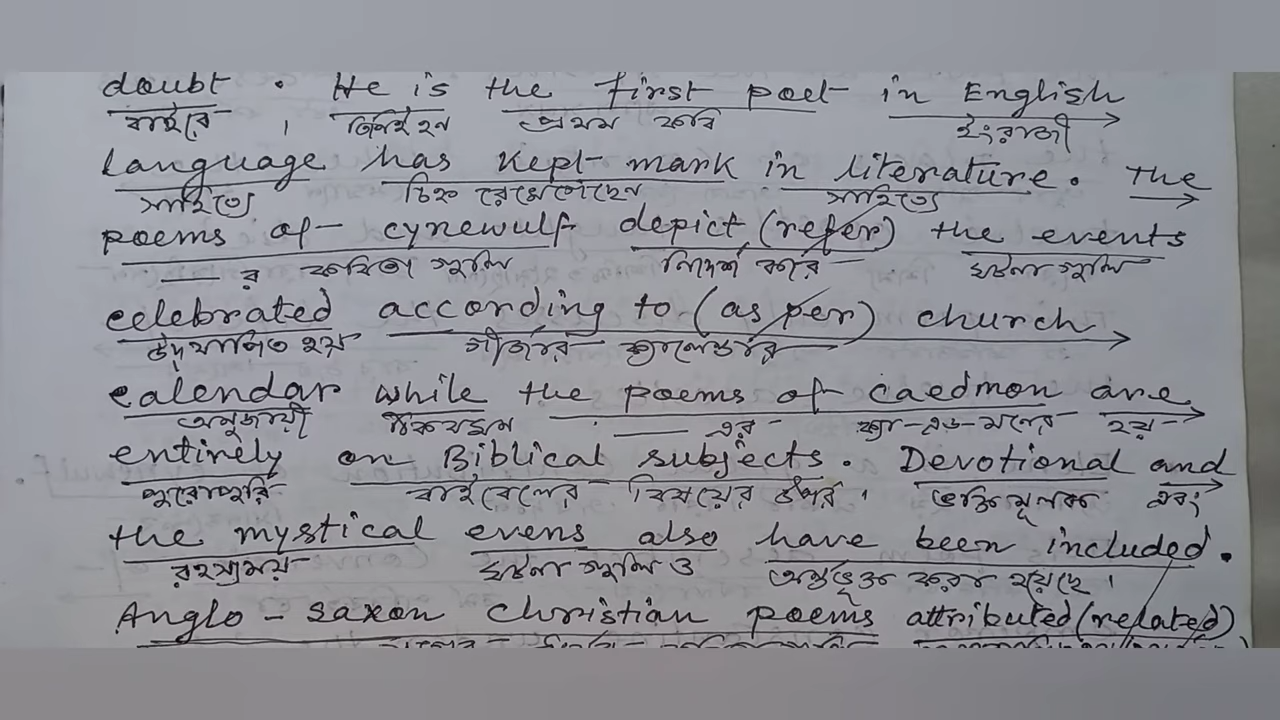 doubt . He is the first poet in English
বাইরে । তিনিই হন প্রথম কবি ইংরাজী
language has kept mark in literature. The
সাহিত্যে চিহ্ন রেখেছেন সাহিত্যে
poems of cynewulf depict (refer) the events
র কবিতা গুলি নির্দেশ করে ঘটনা গুলি
celebrated according to (as per) church
উদযাপিত হয় গীর্জার ক্যালেন্ডার
calendar while the poems of caedmon are
অনুজায়ী এর ক্যা-এড-মনের হয়
entirely on Biblical subjects. Devotional and
পুরোপুরি বাইবেলের বিষয়ের উপর । ভক্তিমূলক এবং
the mystical evens also have been included.
রহস্যময় ঘটনা গুলি ও অন্তর্ভূক্ত করা হয়েছে ।
Anglo - saxon christian poems attributed (related)